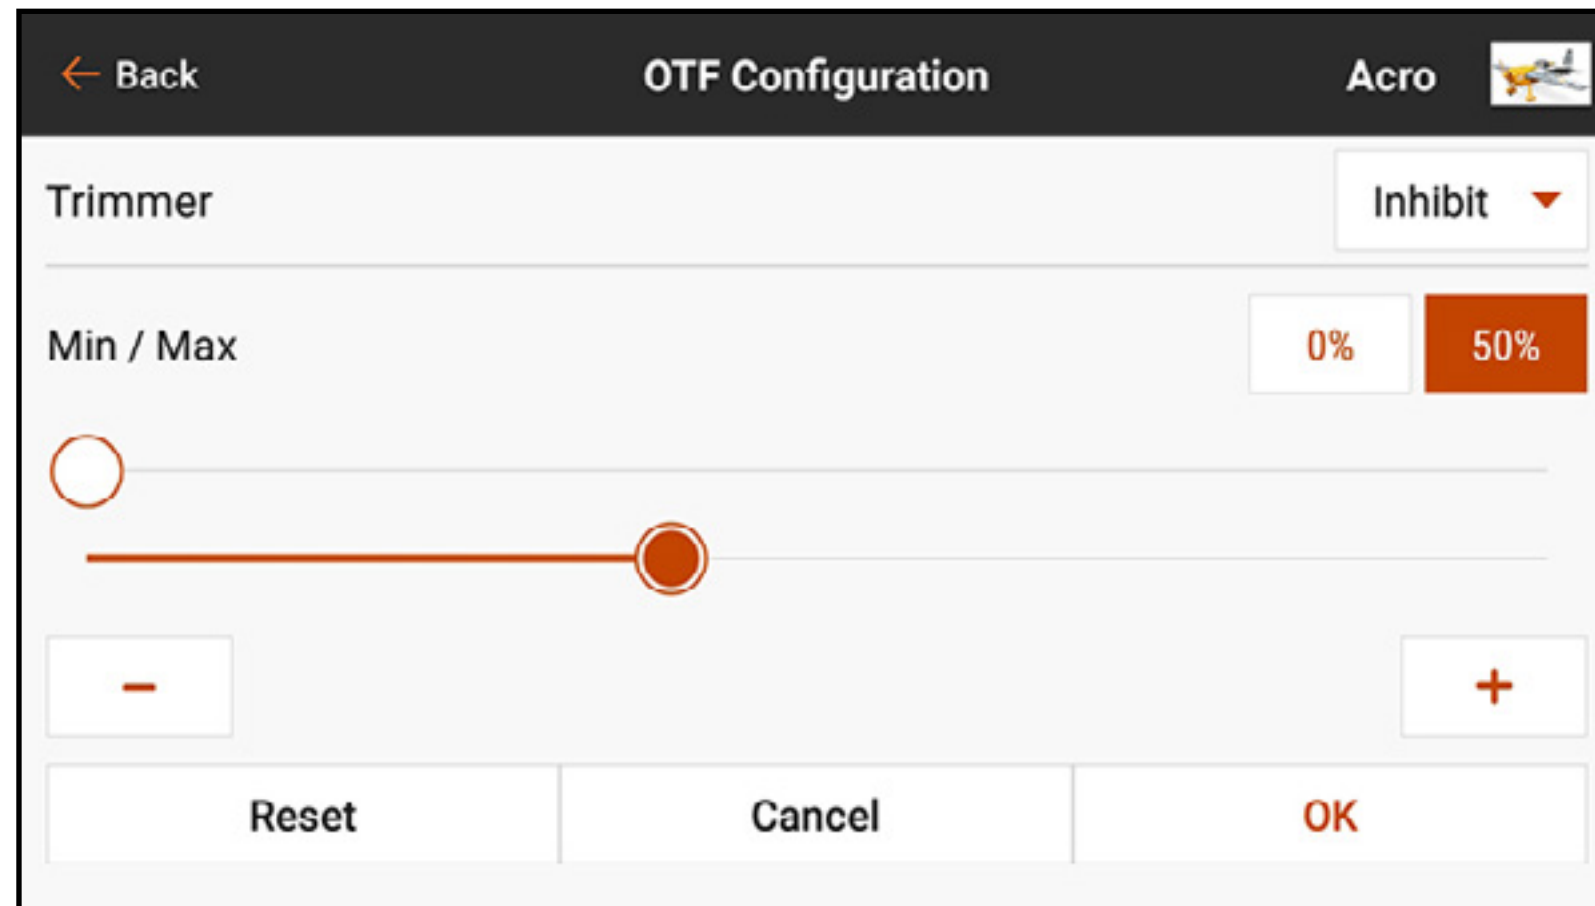 Back OTF Configuration Acro
Trimmer Inhibit
Min / Max 0% 50%
− +
Reset Cancel OK